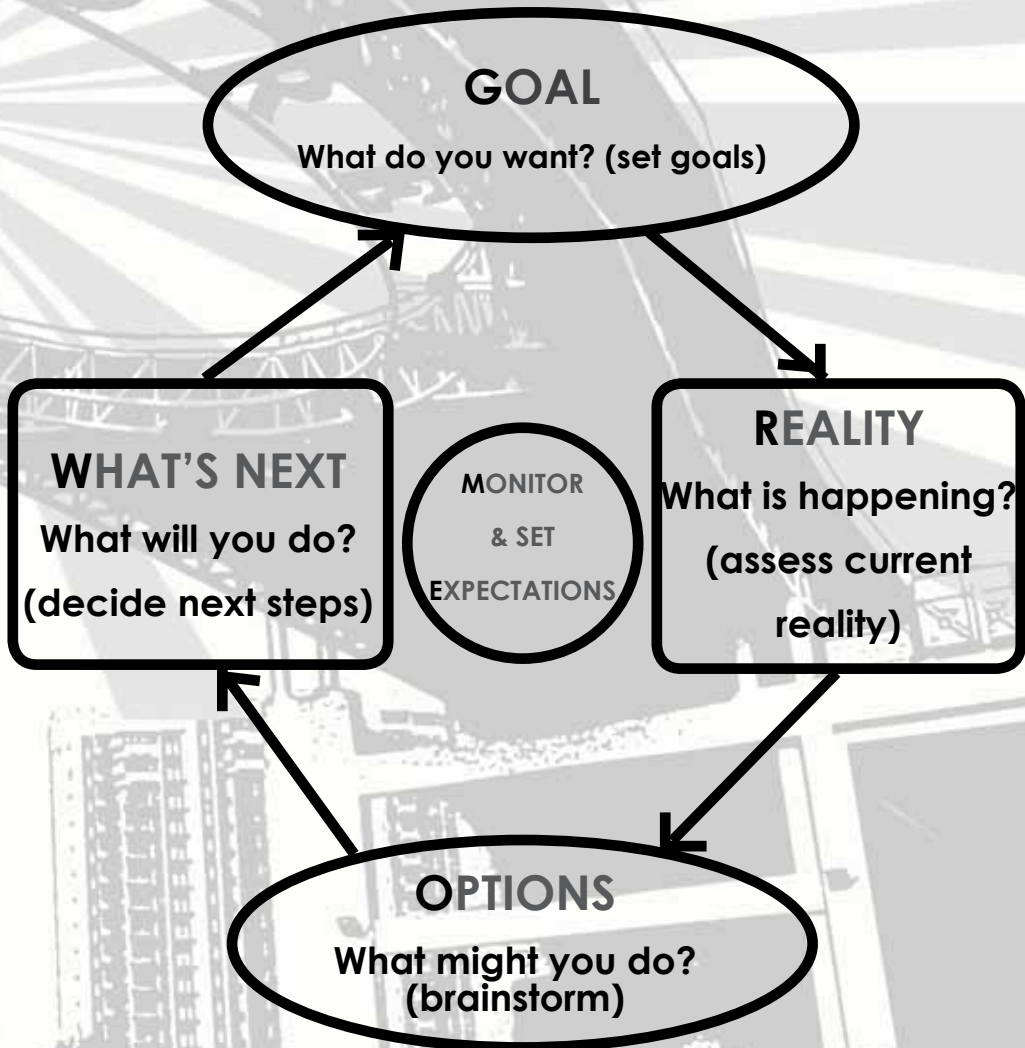 GOAL
What do you want? (set goals)
REALITY
What is happening?
(assess current
reality)
OPTIONS
What might you do?
(brainstorm)
WHAT'S NEXT
What will you do?
(decide next steps)
MONITOR
& SET
EXPECTATIONS